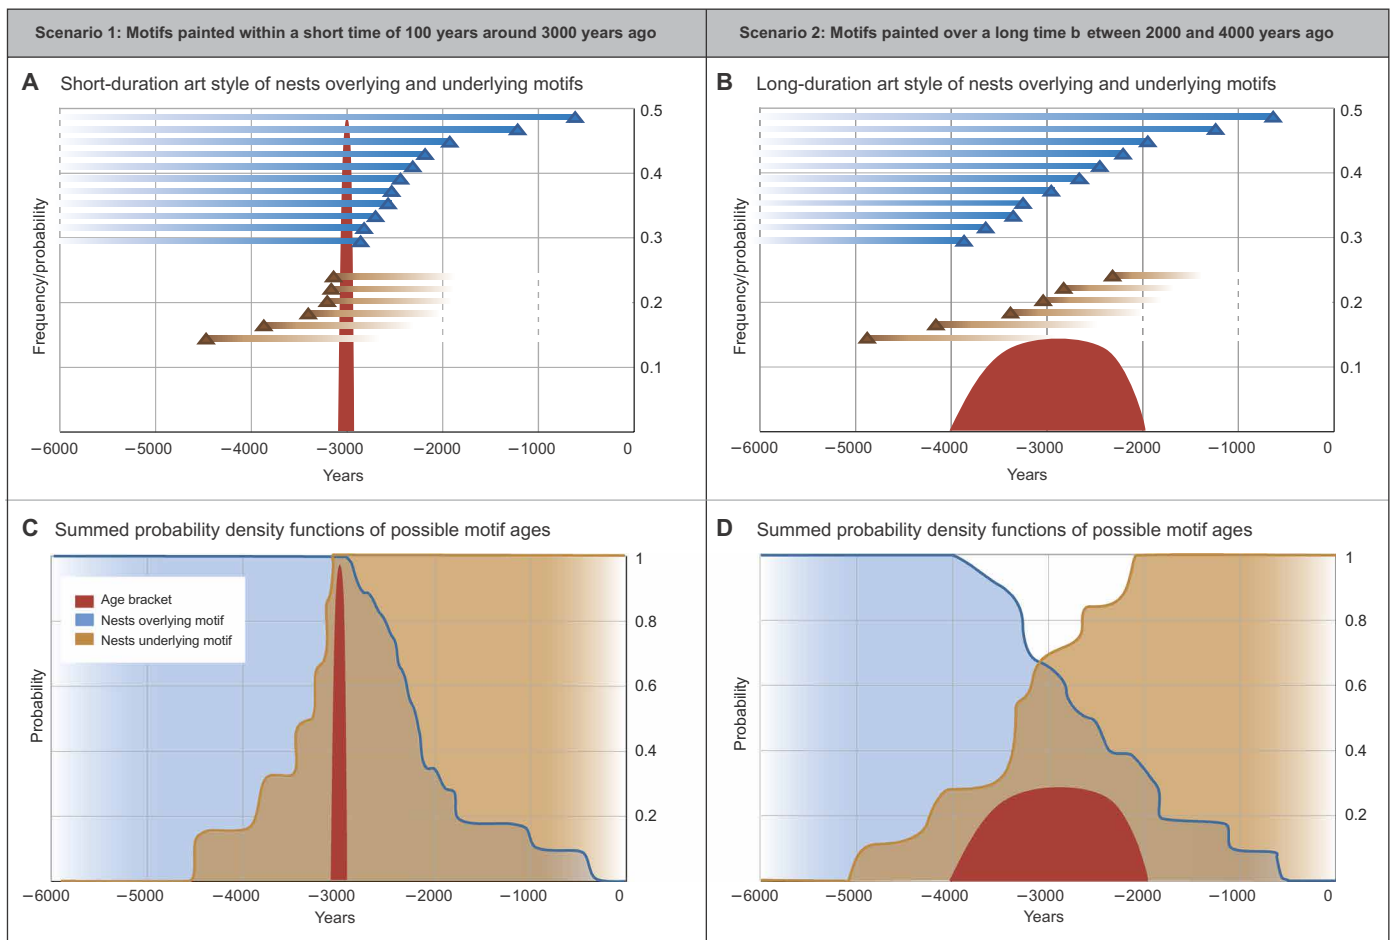 Scenario 1: Motifs painted within a short time of 100 years around 3000 years ago
Scenario 2: Motifs painted over a long time b etween 2000 and 4000 years ago
A Short-duration art style of nests overlying and underlying motifs
0.5
0.4
0.3
0.2
0.1
Frequency/probability
−6000 −5000 −4000 −3000 −2000 −1000 0
Years
B Long-duration art style of nests overlying and underlying motifs
0.5
0.4
0.3
0.2
0.1
Frequency/probability
−6000 −5000 −4000 −3000 −2000 −1000 0
Years
C Summed probability density functions of possible motif ages
Age bracket
Nests overlying motif
Nests underlying motif
1
0.8
0.6
0.4
0.2
Probability
−6000 −5000 −4000 −3000 −2000 −1000 0
Years
D Summed probability density functions of possible motif ages
1
0.8
0.6
0.4
0.2
Probability
−6000 −5000 −4000 −3000 −2000 −1000 0
Years